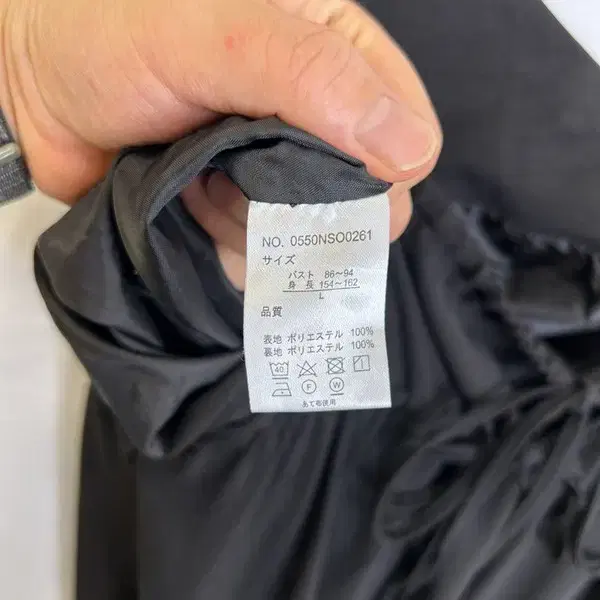 NO. 0550NSO0261
サイズ
バスト 86〜94
身長 154〜162
L
品質
表地 ポリエステル 100%
裏地 ポリエステル 100%
40
F W
あて布使用